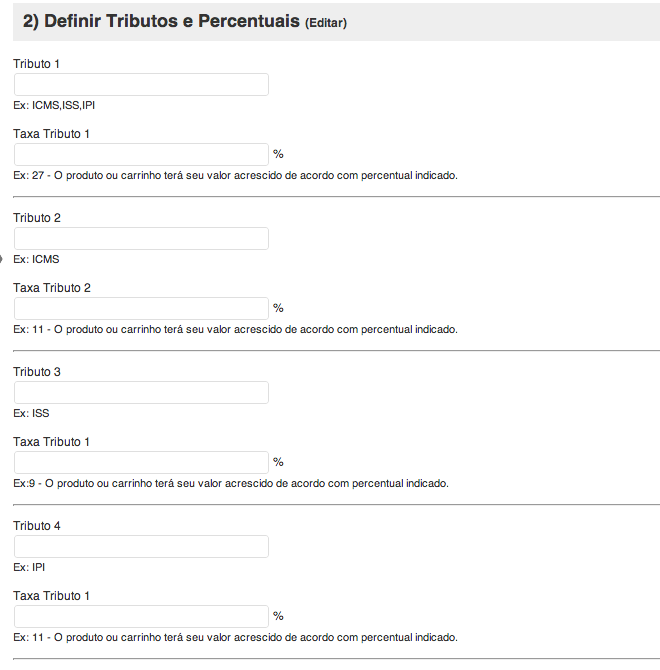 2) Definir Tributos e Percentuais (Editar)
Tributo 1
Ex: ICMS,ISS,IPI
Taxa Tributo 1
%
Ex: 27 - O produto ou carrinho terá seu valor acrescido de acordo com percentual indicado.
Tributo 2
Ex: ICMS
Taxa Tributo 2
%
Ex: 11 - O produto ou carrinho terá seu valor acrescido de acordo com percentual indicado.
Tributo 3
Ex: ISS
Taxa Tributo 1
%
Ex:9 - O produto ou carrinho terá seu valor acrescido de acordo com percentual indicado.
Tributo 4
Ex: IPI
Taxa Tributo 1
%
Ex: 11 - O produto ou carrinho terá seu valor acrescido de acordo com percentual indicado.